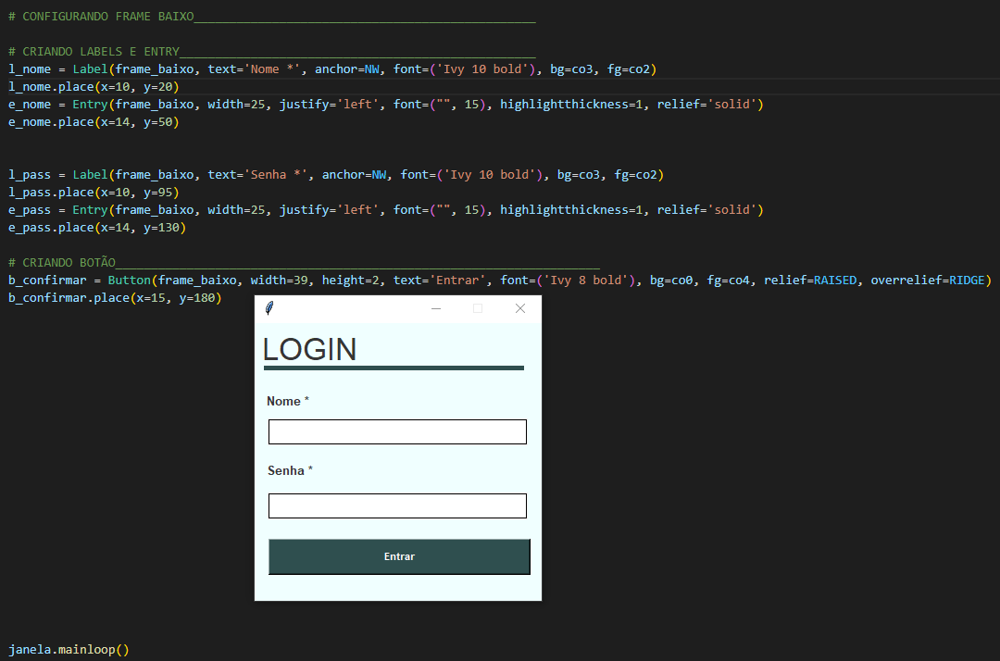 # CONFIGURANDO FRAME BAIXO________________________________________________
# CRIANDO LABELS E ENTRY__________________________________________________
l_nome = Label(frame_baixo, text='Nome *', anchor=NW, font=('Ivy 10 bold'), bg=co3, fg=co2)
l_nome.place(x=10, y=20)
e_nome = Entry(frame_baixo, width=25, justify='left', font=("", 15), highlightthickness=1, relief='solid')
e_nome.place(x=14, y=50)
l_pass = Label(frame_baixo, text='Senha *', anchor=NW, font=('Ivy 10 bold'), bg=co3, fg=co2)
l_pass.place(x=10, y=95)
e_pass = Entry(frame_baixo, width=25, justify='left', font=("", 15), highlightthickness=1, relief='solid')
e_pass.place(x=14, y=130)
# CRIANDO BOTÃO____________________________________________________________________
b_confirmar = Button(frame_baixo, width=39, height=2, text='Entrar', font=('Ivy 8 bold'), bg=co0, fg=co4, relief=RAISED, overrelief=RIDGE)
b_confirmar.place(x=15, y=180)
LOGIN
Nome *
Senha *
Entrar
janela.mainloop()